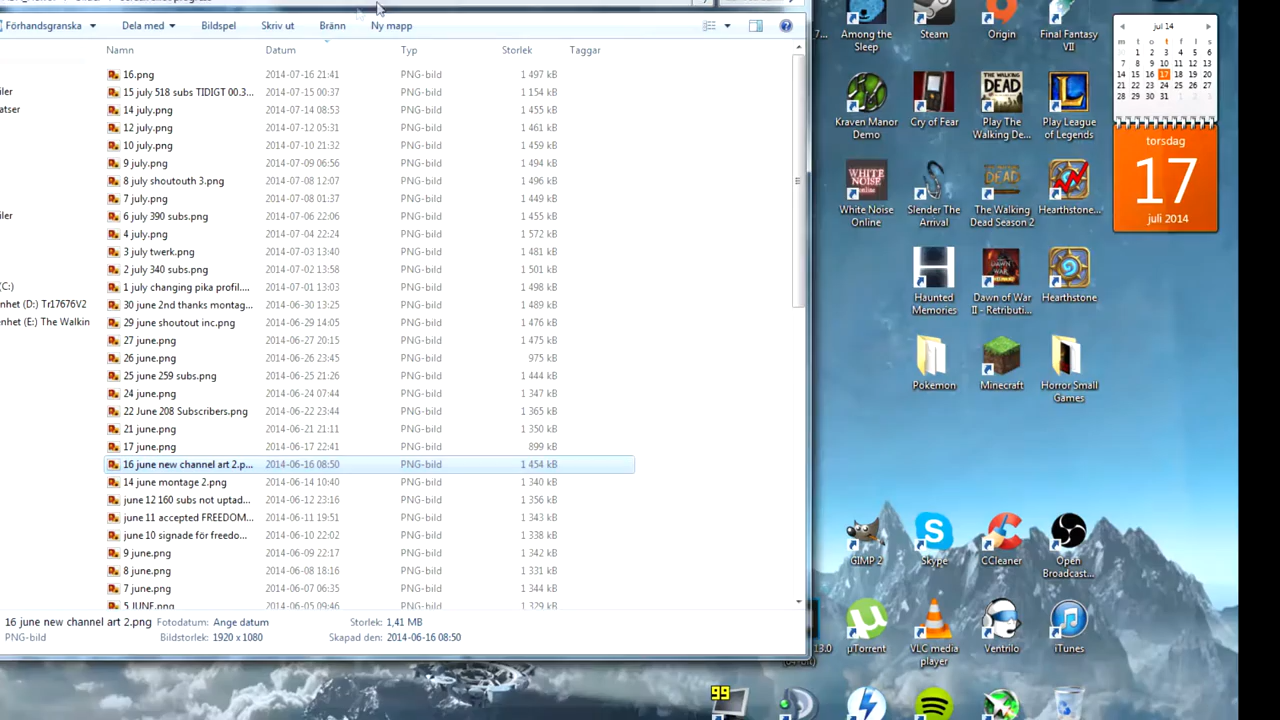 Förhandsgranska Dela med Bildspel Skriv ut Bränn Ny mapp
Namn Datum Typ Storlek Taggar
16.png 2014-07-16 21:41 PNG-bild 1 497 kB
15 july 518 subs TIDIGT 00.3... 2014-07-15 00:37 PNG-bild 1 154 kB
14 july.png 2014-07-14 08:53 PNG-bild 1 455 kB
12 july.png 2014-07-12 05:31 PNG-bild 1 461 kB
10 july.png 2014-07-10 21:32 PNG-bild 1 459 kB
9 july.png 2014-07-09 06:56 PNG-bild 1 494 kB
8 july shoutouth 3.png 2014-07-08 12:07 PNG-bild 1 496 kB
7 july.png 2014-07-08 01:37 PNG-bild 1 449 kB
6 july 390 subs.png 2014-07-06 22:06 PNG-bild 1 455 kB
4 july.png 2014-07-04 22:24 PNG-bild 1 572 kB
3 july twerk.png 2014-07-03 13:40 PNG-bild 1 481 kB
2 july 340 subs.png 2014-07-02 13:58 PNG-bild 1 501 kB
1 july changing pika profil.... 2014-07-01 13:03 PNG-bild 1 498 kB
30 june 2nd thanks montag... 2014-06-30 13:25 PNG-bild 1 489 kB
29 june shoutout inc.png 2014-06-29 14:05 PNG-bild 1 476 kB
27 june.png 2014-06-27 20:15 PNG-bild 1 475 kB
26 june.png 2014-06-26 23:45 PNG-bild 975 kB
25 june 259 subs.png 2014-06-25 21:26 PNG-bild 1 444 kB
24 june.png 2014-06-24 07:44 PNG-bild 1 347 kB
22 June 208 Subscribers.png 2014-06-22 23:44 PNG-bild 1 365 kB
21 june.png 2014-06-21 21:11 PNG-bild 1 350 kB
17 june.png 2014-06-17 22:41 PNG-bild 899 kB
16 june new channel art 2.p... 2014-06-16 08:50 PNG-bild 1 454 kB
14 june montage 2.png 2014-06-14 10:40 PNG-bild 1 340 kB
june 12 160 subs not uptad... 2014-06-12 23:16 PNG-bild 1 356 kB
june 11 accepted FREEDOM... 2014-06-11 19:51 PNG-bild 1 343 kB
june 10 signade för freedo... 2014-06-10 22:02 PNG-bild 1 338 kB
9 june.png 2014-06-09 22:17 PNG-bild 1 342 kB
8 june.png 2014-06-08 18:16 PNG-bild 1 331 kB
7 june.png 2014-06-07 06:35 PNG-bild 1 344 kB
5 JUNE.png 2014-06-05 09:46 PNG-bild 1 329 kB
iler
atser
iler
(C:)
enhet (D:) Tr17676V2
enhet (E:) The Walkin
16 june new channel art 2.png Fotodatum: Ange datum Storlek: 1,41 MB
PNG-bild Bildstorlek: 1920 x 1080 Skapad den: 2014-06-16 08:50
Among the Sleep
Steam
Origin
Final Fantasy VII
Kraven Manor Demo
Cry of Fear
THE WALKING DEAD
Play The Walking De...
Play League of Legends
WHITE NOISE online
White Noise Online
Slender The Arrival
The Walking Dead Season 2
Hearthstone...
Haunted Memories
Dawn of War II - Retributi...
Hearthstone
Pokemon
Minecraft
Horror Small Games
GIMP 2
Skype
CCleaner
Open Broadcast...
µTorrent
VLC media player
Ventrilo
iTunes
13.0
(64-bit)
99
jul 14
m t o t f l s
30 1 2 3 4 5 6
7 8 9 10 11 12 13
14 15 16 17 18 19 20
21 22 23 24 25 26 27
28 29 30 31 1 2 3
torsdag
17
juli 2014